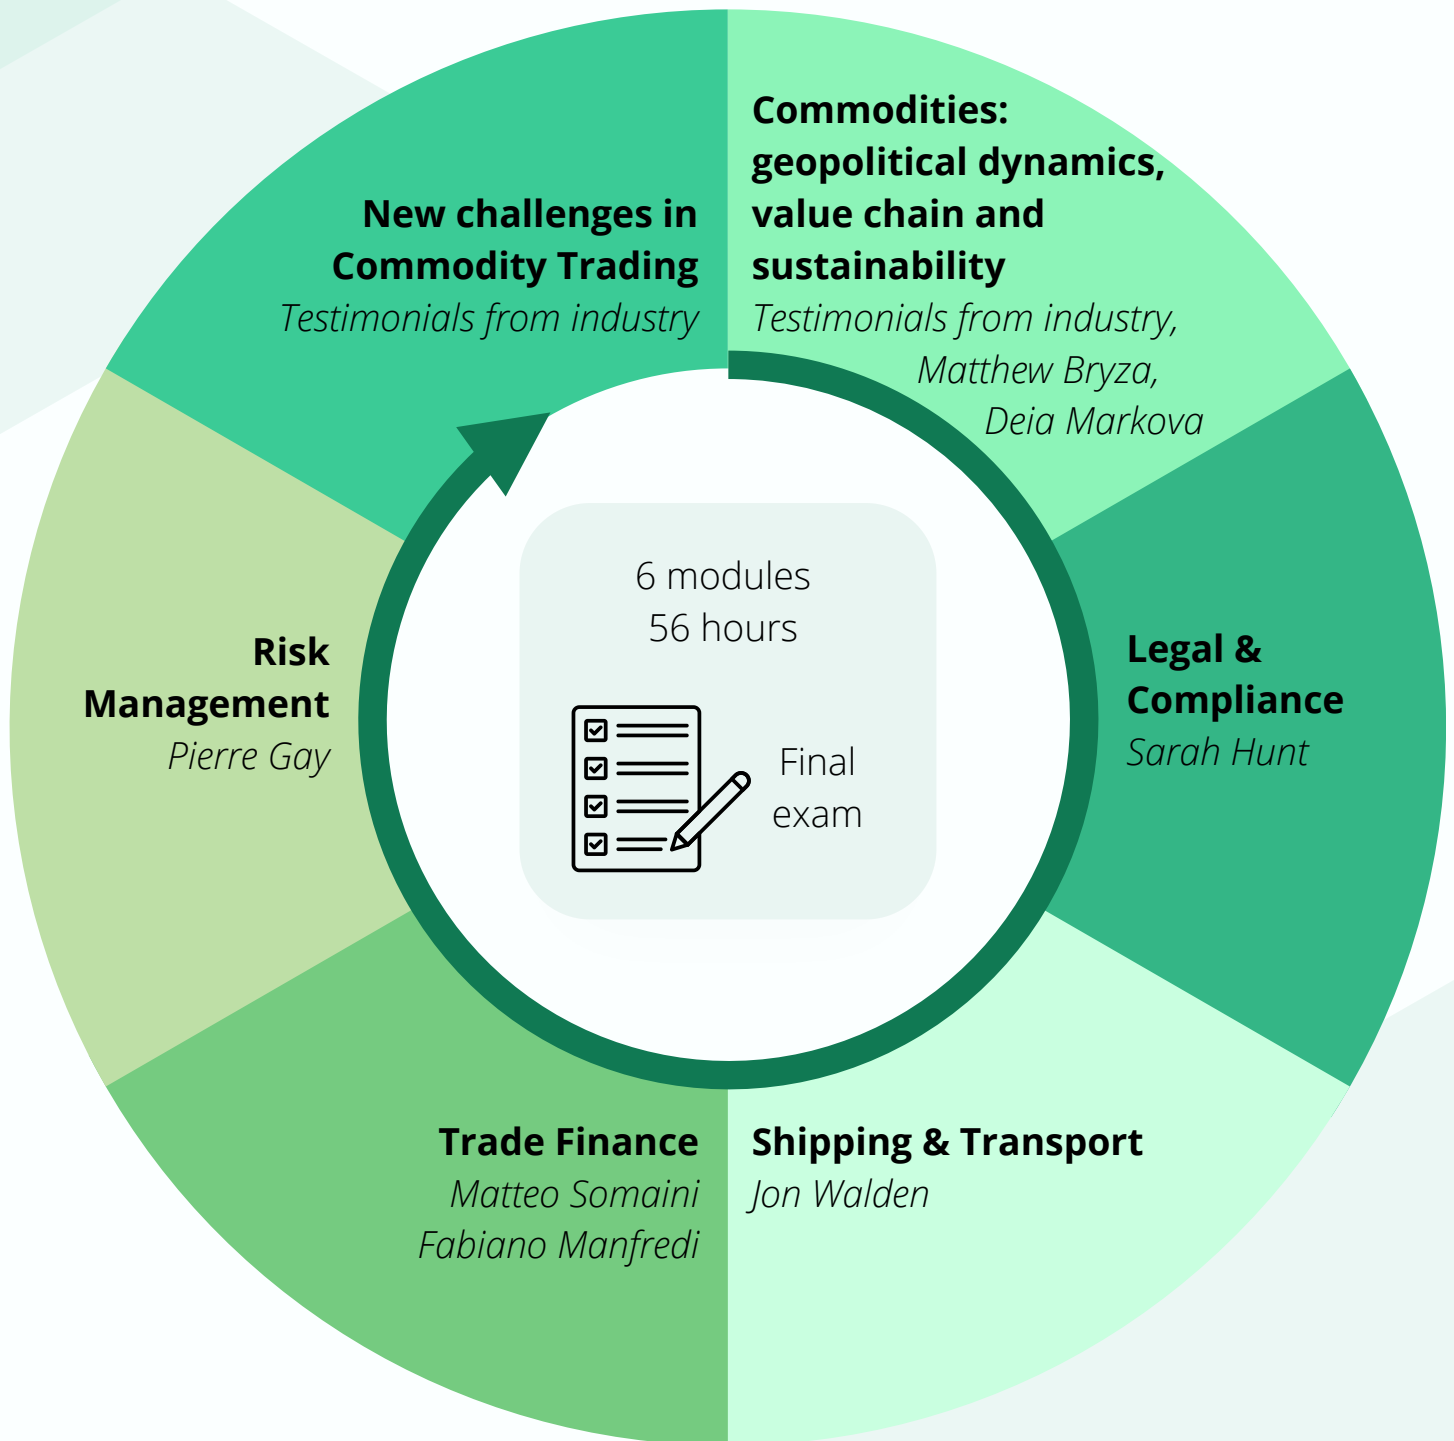 Commodities:
geopolitical dynamics,
value chain and
sustainability
Testimonials from industry,
Matthew Bryza,
Deia Markova
Legal &
Compliance
Sarah Hunt
Shipping & Transport
Jon Walden
Trade Finance
Matteo Somaini
Fabiano Manfredi
Risk
Management
Pierre Gay
New challenges in
Commodity Trading
Testimonials from industry
6 modules
56 hours
Final
exam